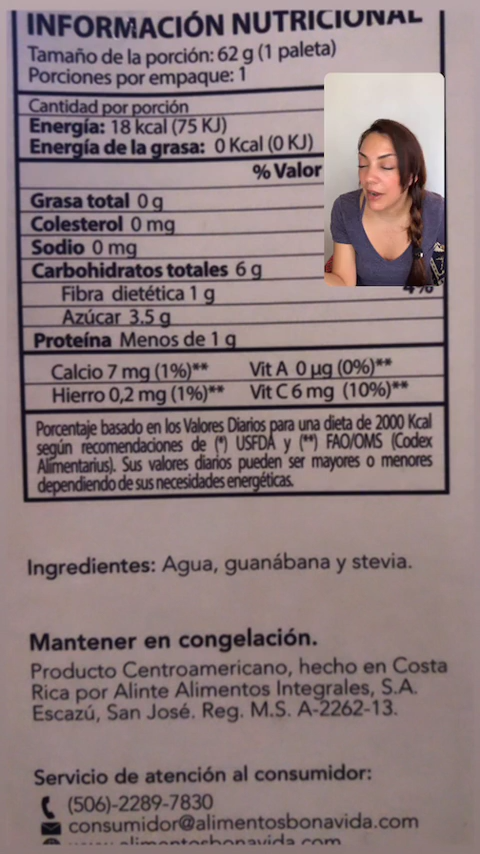 INFORMACIÓN NUTRICIONAL
Tamaño de la porción: 62 g (1 paleta)
Porciones por empaque: 1
Cantidad por porción
Energía: 18 kcal (75 KJ)
Energía de la grasa: 0 Kcal (0 KJ)
% Valor
Grasa total 0 g
Colesterol 0 mg
Sodio 0 mg
Carbohidratos totales 6 g
4%
Fibra dietética 1 g
Azúcar 3.5 g
Proteína Menos de 1 g
Calcio 7 mg (1%)** Vit A 0 µg (0%)**
Hierro 0,2 mg (1%)** Vit C 6 mg (10%)**
Porcentaje basado en los Valores Diarios para una dieta de 2000 Kcal
según recomendaciones de (*) USFDA y (**) FAO/OMS (Codex
Alimentarius). Sus valores diarios pueden ser mayores o menores
dependiendo de sus necesidades energéticas.
Ingredientes: Agua, guanábana y stevia.
Mantener en congelación.
Producto Centroamericano, hecho en Costa
Rica por Alinte Alimentos Integrales, S.A.
Escazú, San José. Reg. M.S. A-2262-13.
Servicio de atención al consumidor:
(506)-2289-7830
consumidor@alimentosbonavida.com
www.alimentosbonavida.com